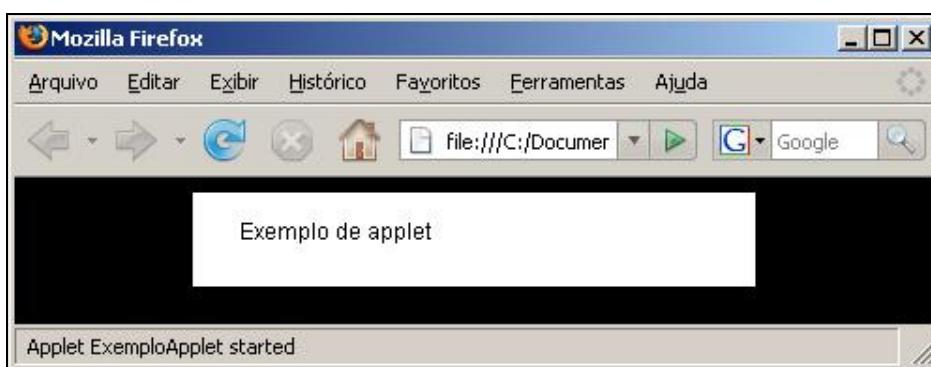 Mozilla Firefox
Arquivo Editar Exibir Histórico Favoritos Ferramentas Ajuda
file:///C:/Documer G Google
Exemplo de applet
Applet ExemploApplet started